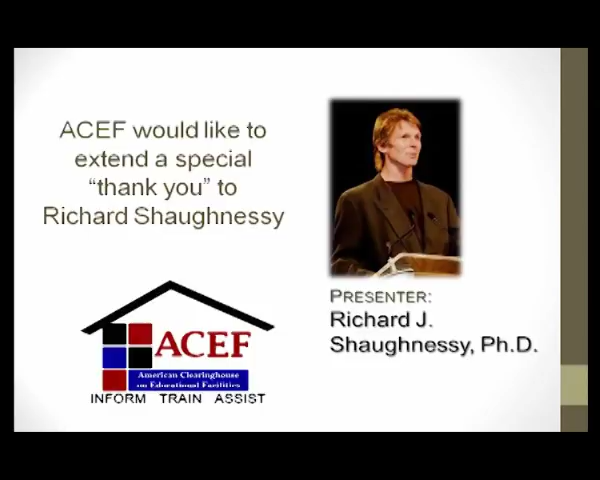 ACEF would like to
extend a special
“thank you” to
Richard Shaughnessy
PRESENTER:
Richard J.
Shaughnessy, Ph.D.
ACEF
American Clearinghouse
on Educational Facilities
INFORM TRAIN ASSIST